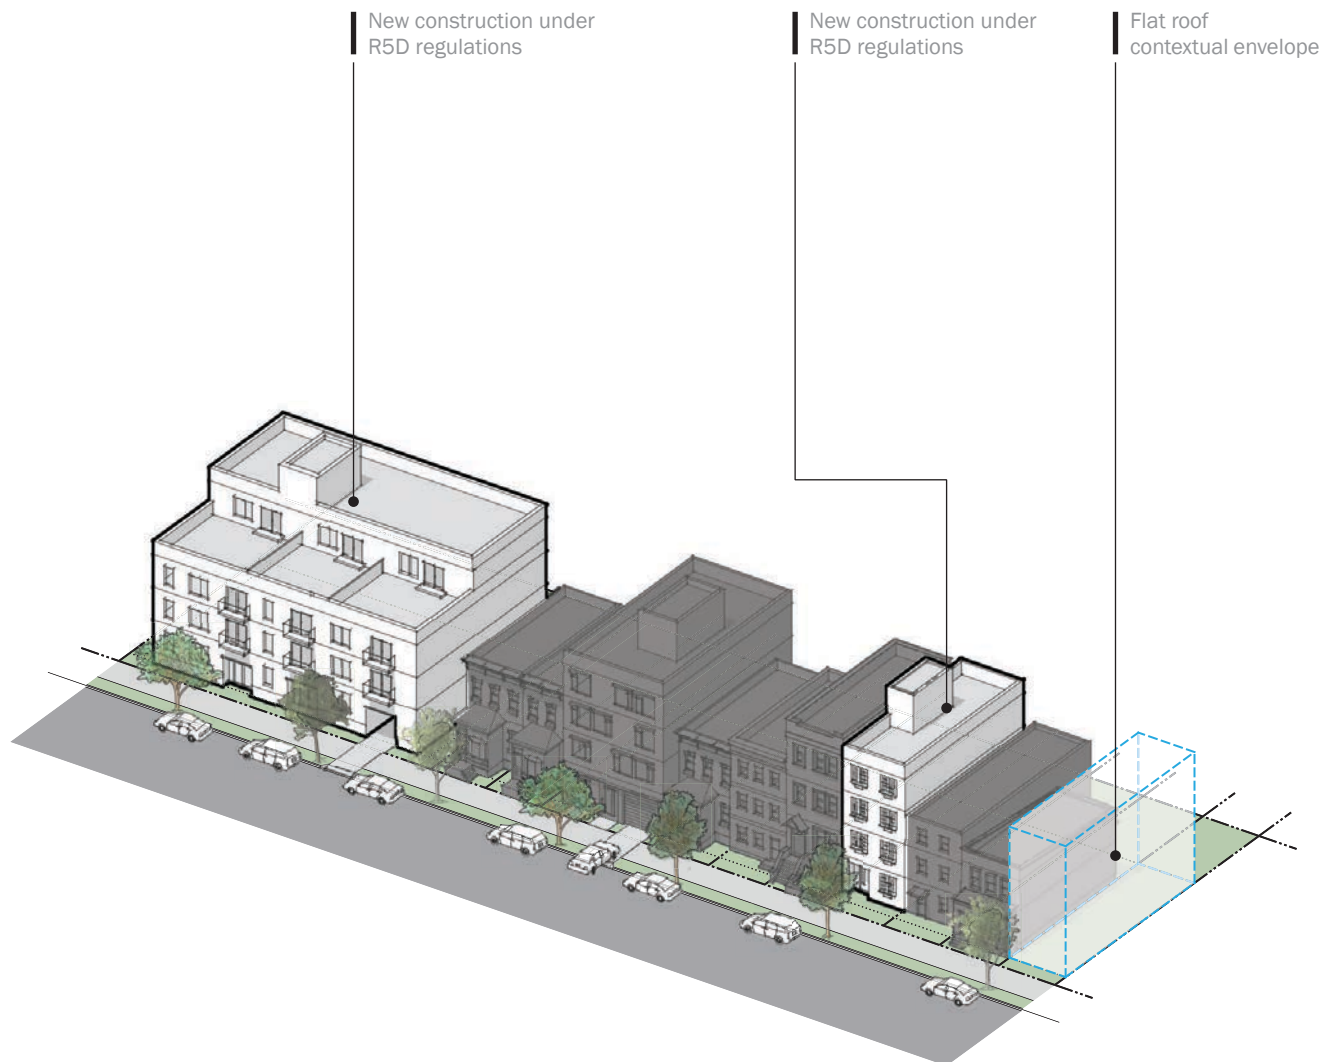 New construction under
R5D regulations
New construction under
R5D regulations
Flat roof
contextual envelope